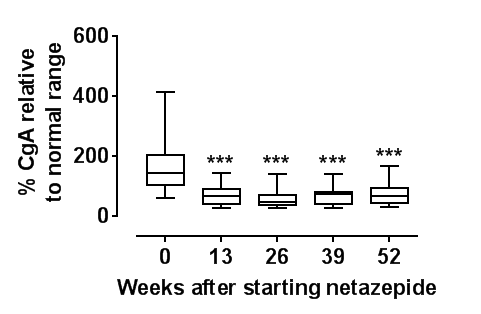 % CgA relative
to normal range
600
400
200
0
*** *** *** ***
0 13 26 39 52
Weeks after starting netazepide